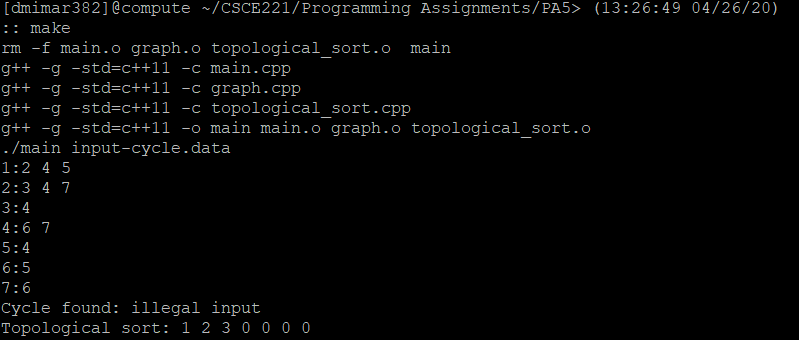 [dmimar382]@compute ~/CSCE221/Programming Assignments/PA5> (13:26:49 04/26/20)
:: make
rm -f main.o graph.o topological_sort.o  main
g++ -g -std=c++11 -c main.cpp
g++ -g -std=c++11 -c graph.cpp
g++ -g -std=c++11 -c topological_sort.cpp
g++ -g -std=c++11 -o main main.o graph.o topological_sort.o
./main input-cycle.data
1:2 4 5
2:3 4 7
3:4
4:6 7
5:4
6:5
7:6
Cycle found: illegal input
Topological sort: 1 2 3 0 0 0 0